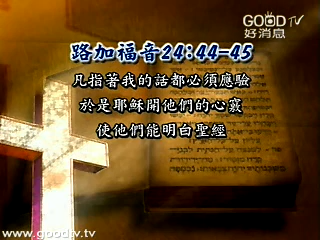 GOOD TV
好消息
路加福音24:44-45
凡指著我的話都必須應驗
於是耶穌開他們的心竅
使他們能明白聖經
www.goodtv.tv